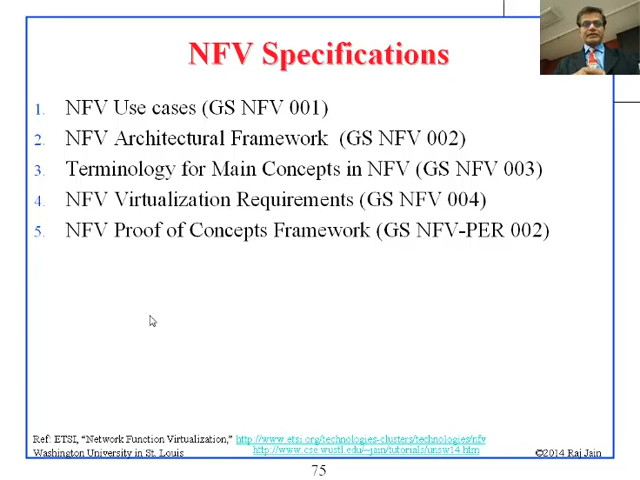 NFV Specifications
1. NFV Use cases (GS NFV 001)
2. NFV Architectural Framework (GS NFV 002)
3. Terminology for Main Concepts in NFV (GS NFV 003)
4. NFV Virtualization Requirements (GS NFV 004)
5. NFV Proof of Concepts Framework (GS NFV-PER 002)
Ref: ETSI, “Network Function Virtualization,” http://www.etsi.org/technologies-clusters/technologies/nfv
Washington University in St. Louis http://www.cse.wustl.edu/~jain/tutorials/unsw14.htm ©2014 Raj Jain
75